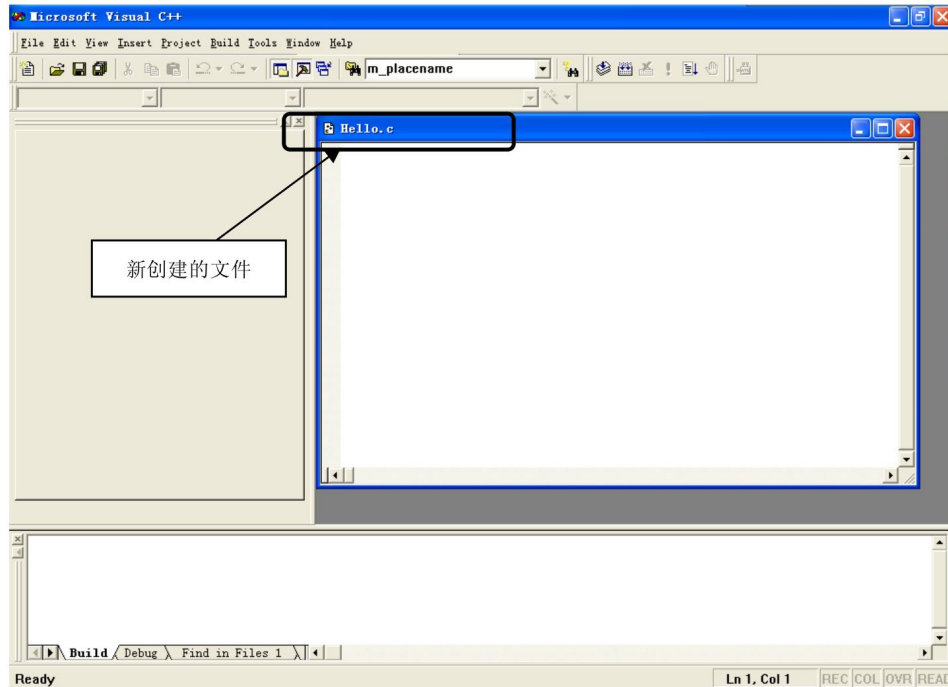 Microsoft Visual C++
File Edit View Insert Project Build Tools Window Help
m_placename
Hello.c
新创建的文件
Build Debug Find in Files 1
Ready Ln 1, Col 1 REC COL OVR REAI